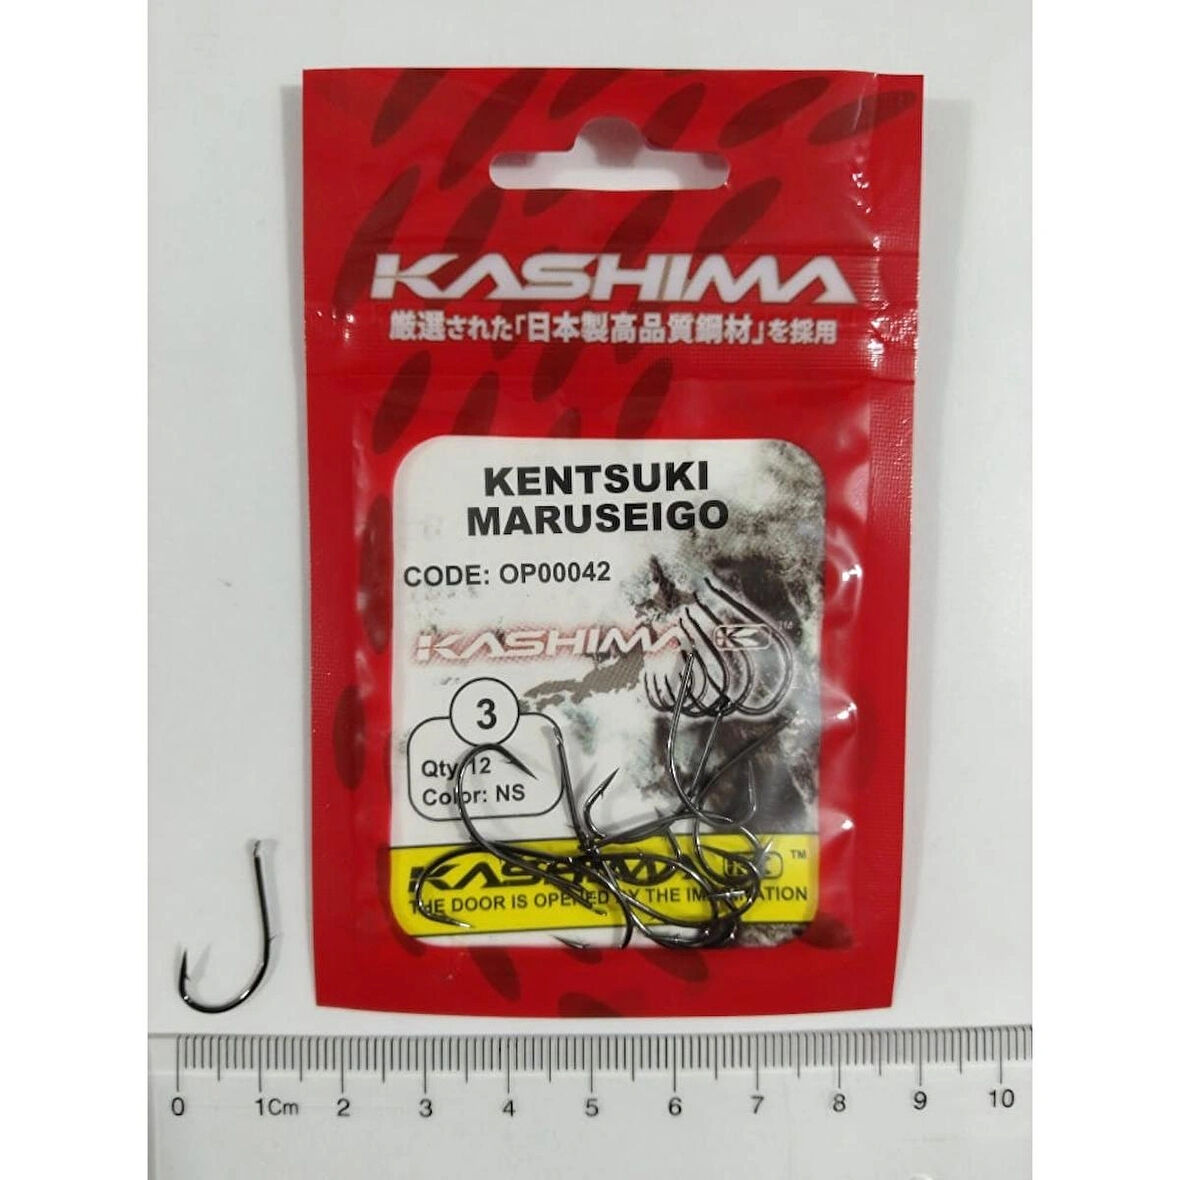 KASHIMA
厳選された「日本製高品質鋼材」を採用
KENTSUKI
MARUSEIGO
CODE: OP00042
KASHIMA K
3
Qty:12
Color: NS
KASHIMA K ™
THE DOOR IS OPENED BY THE IMAGINATION
0 1Cm 2 3 4 5 6 7 8 9 10